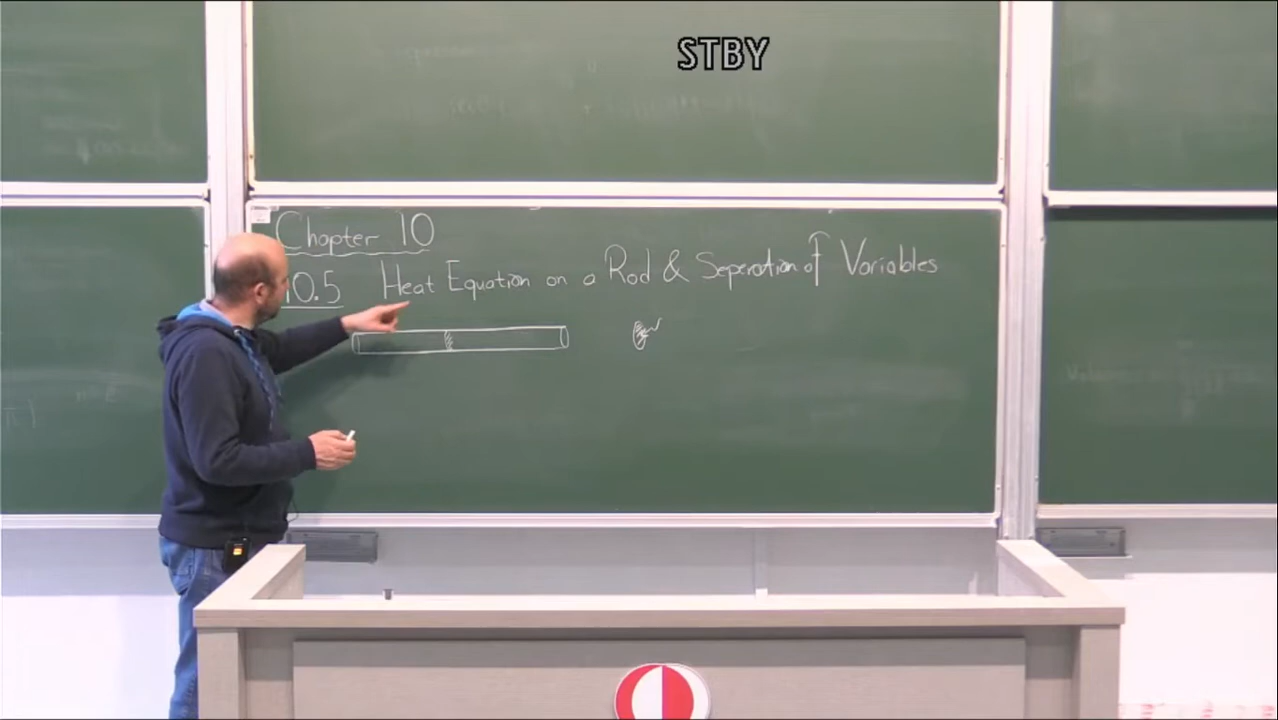 STBY
Chapter 10
10.5 Heat Equation on a Rod & Seperation of Variables